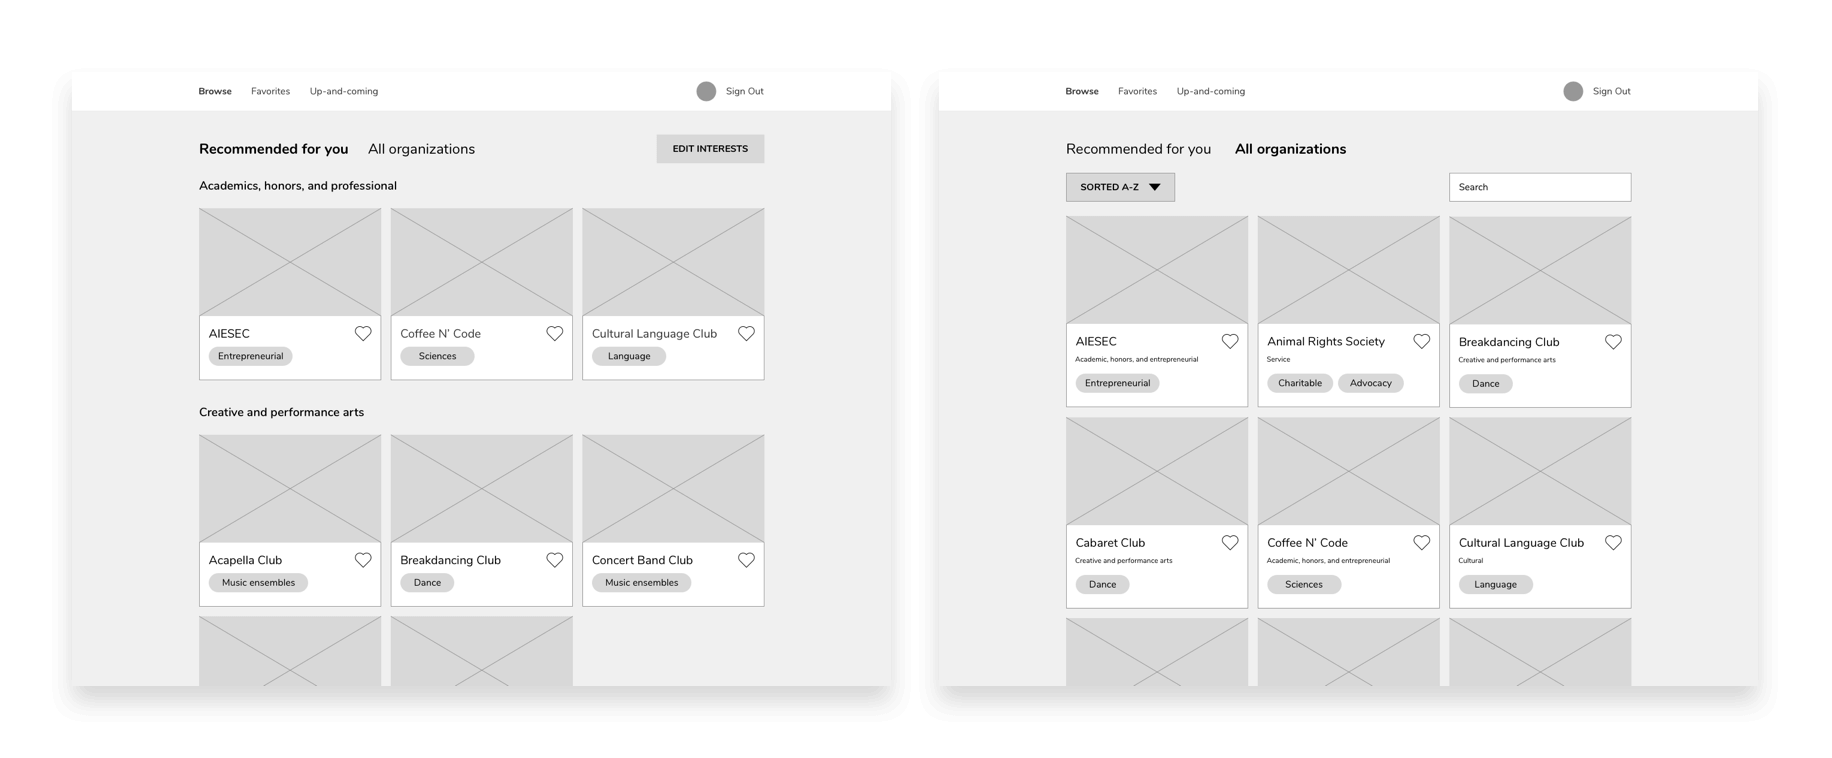 Browse Favorites Up-and-coming Sign Out
Recommended for you All organizations EDIT INTERESTS
Academics, honors, and professional
AIESEC
Entrepreneurial
Coffee N' Code
Sciences
Cultural Language Club
Language
Creative and performance arts
Acapella Club
Music ensembles
Breakdancing Club
Dance
Concert Band Club
Music ensembles
Browse Favorites Up-and-coming Sign Out
Recommended for you All organizations
SORTED A-Z Search
AIESEC
Academic, honors, and entrepreneurial
Entrepreneurial
Animal Rights Society
Service
Charitable Advocacy
Breakdancing Club
Creative and performance arts
Dance
Cabaret Club
Creative and performance arts
Dance
Coffee N' Code
Academic, honors, and entrepreneurial
Sciences
Cultural Language Club
Cultural
Language